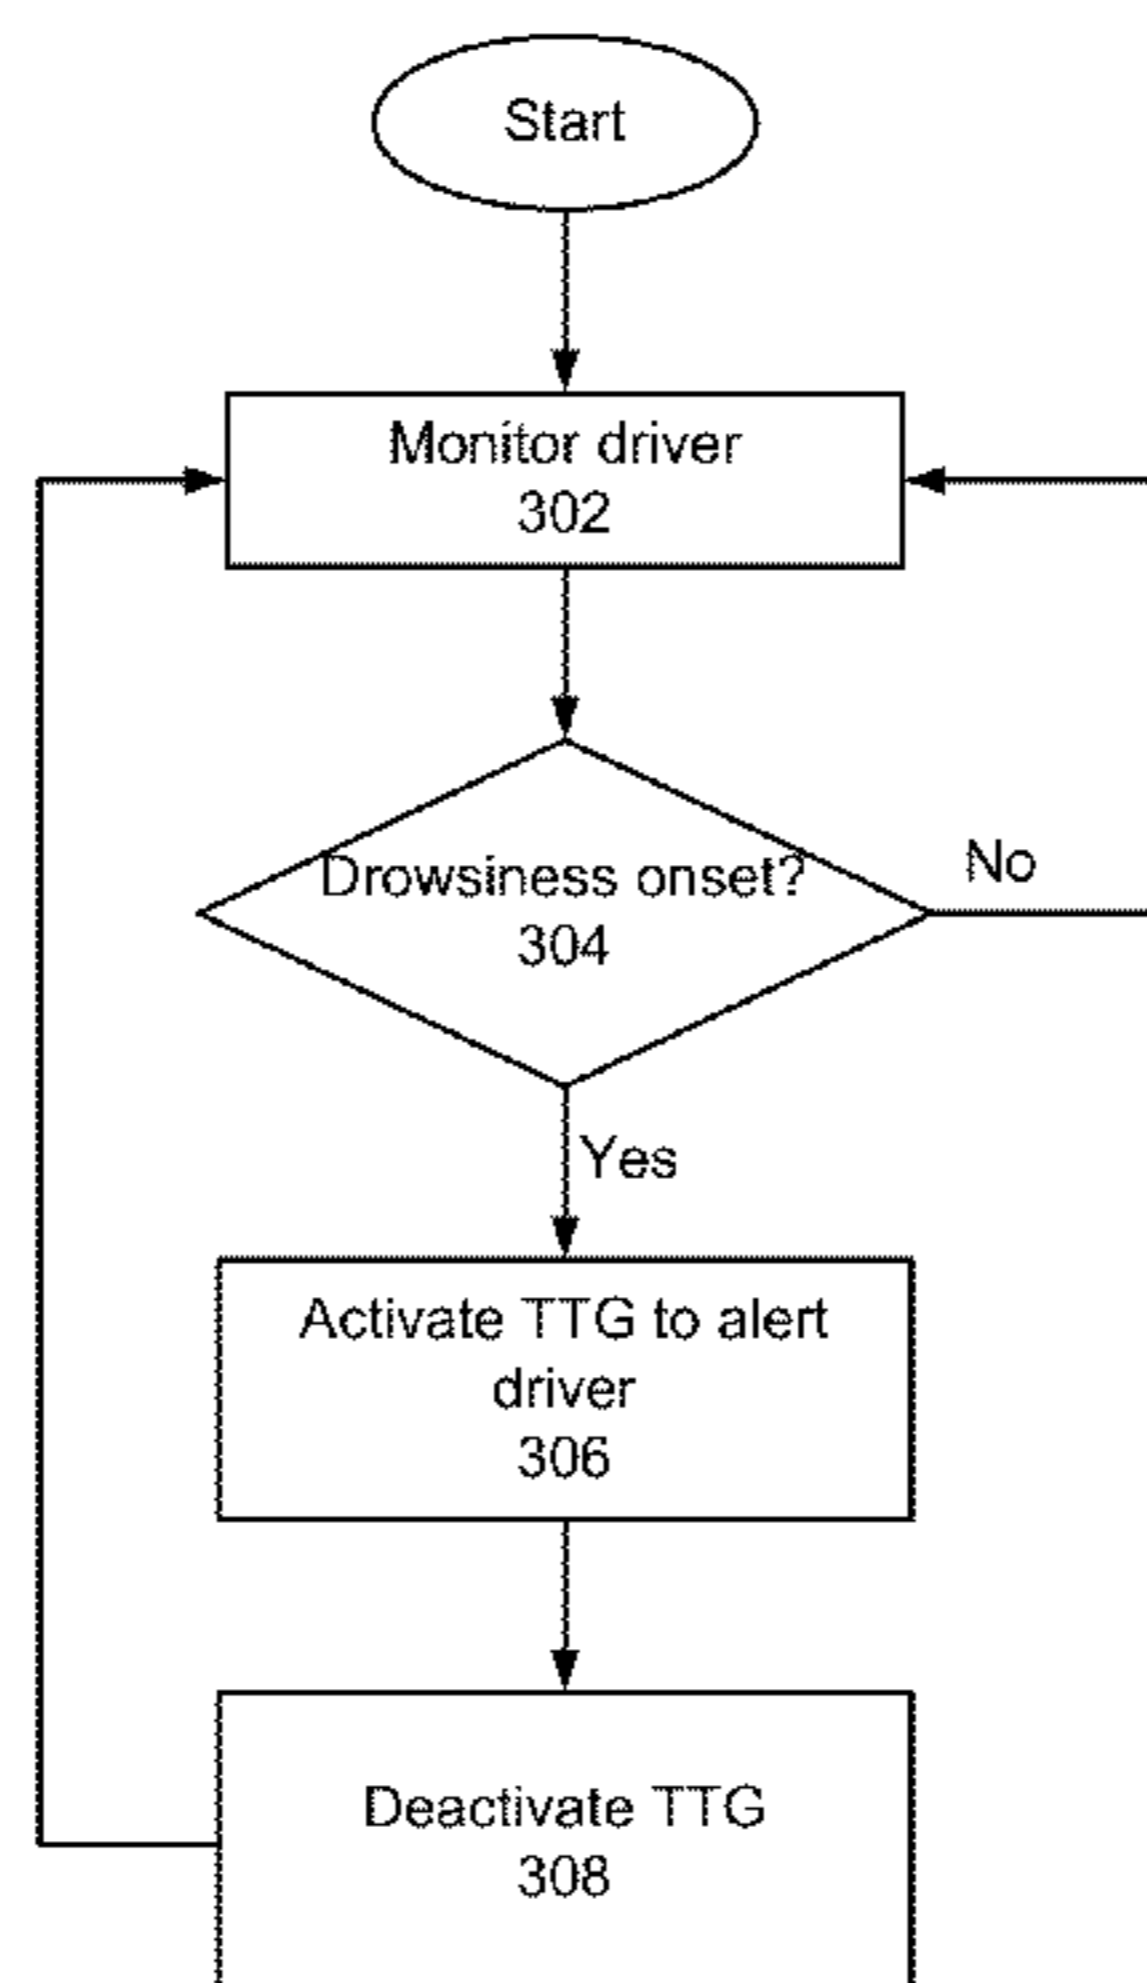 Start
Monitor driver
302
Drowsiness onset?
304
No
Yes
Activate TTG to alert
driver
306
Deactivate TTG
308